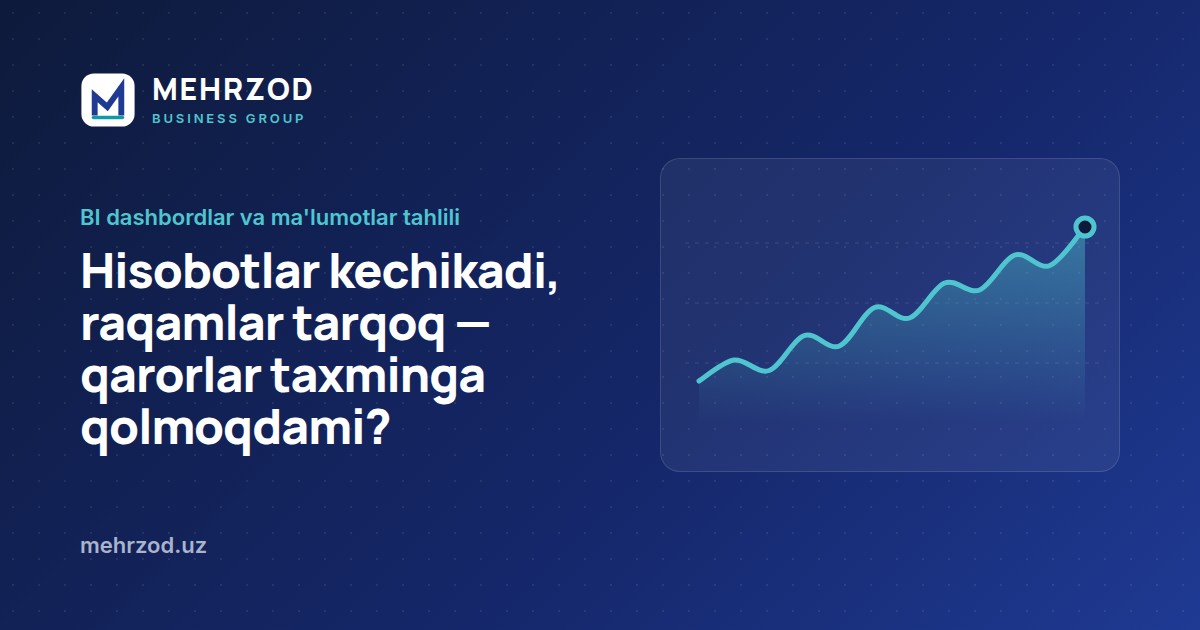 MEHRZOD
BUSINESS GROUP
BI dashbordlar va ma'lumotlar tahlili
Hisobotlar kechikadi,
raqamlar tarqoq —
qarorlar taxminga
qolmoqdami?
mehrzod.uz